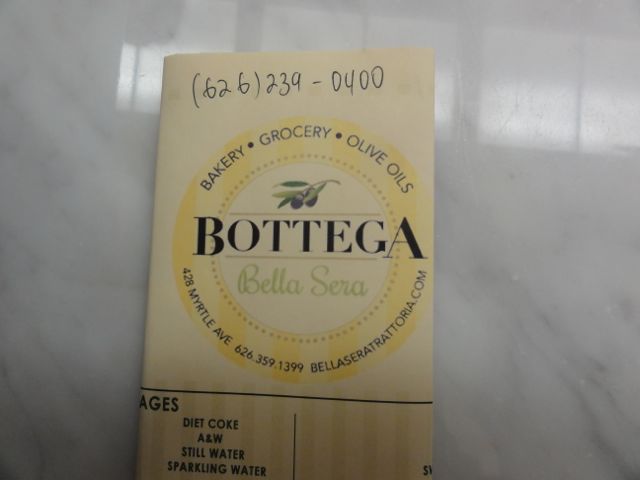 (626)239-0400
BAKERY • GROCERY • OLIVE OILS
BOTTEGA
Bella Sera
428 MYRTLE AVE 626.359.1399 BELLASERATRATTORIA.COM
AGES
DIET COKE
A&W
STILL WATER
SPARKLING WATER